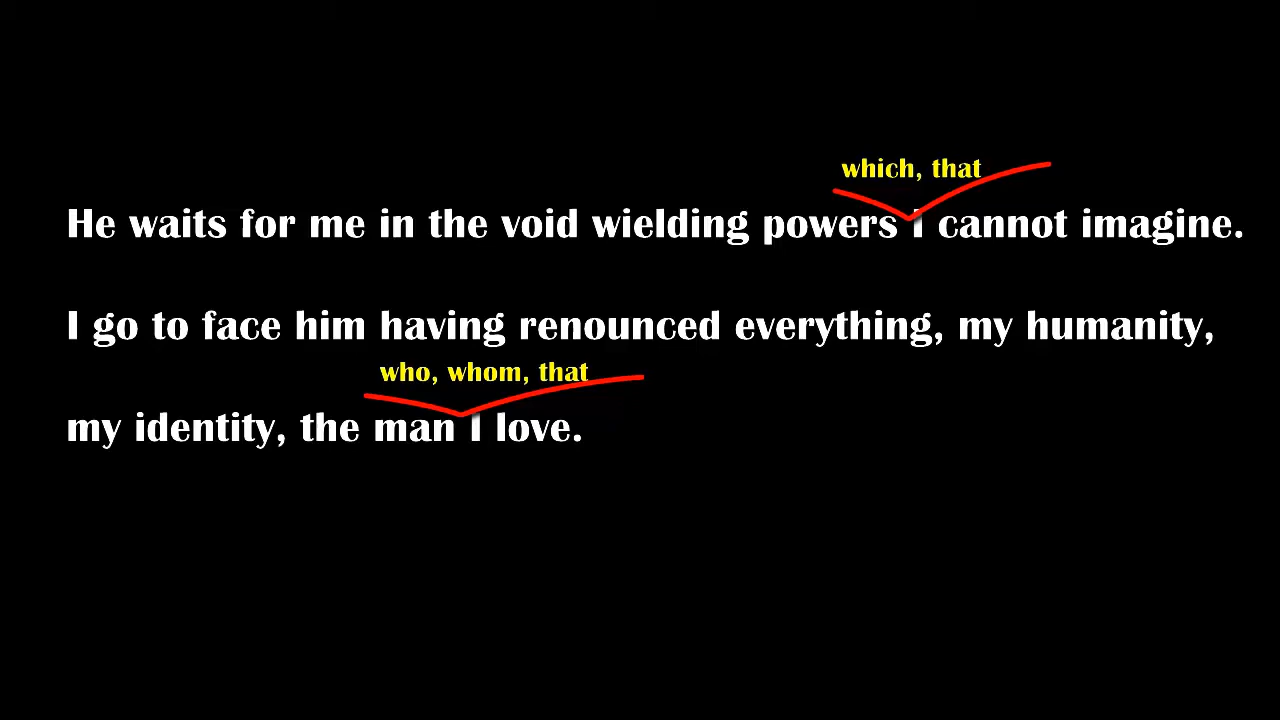 which, that
He waits for me in the void wielding powers I cannot imagine.
I go to face him having renounced everything, my humanity,
who, whom, that
my identity, the man I love.